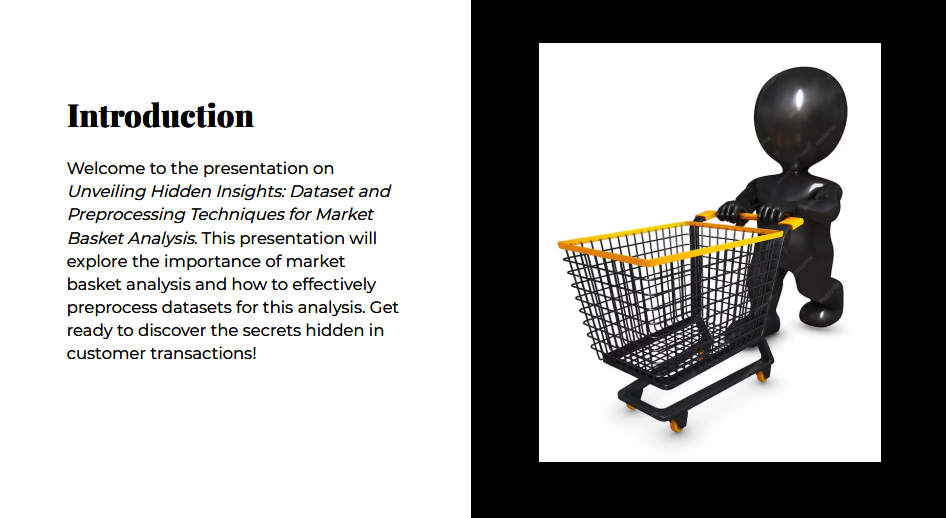 Introduction
Welcome to the presentation on
Unveiling Hidden Insights: Dataset and
Preprocessing Techniques for Market
Basket Analysis. This presentation will
explore the importance of market
basket analysis and how to effectively
preprocess datasets for this analysis. Get
ready to discover the secrets hidden in
customer transactions!